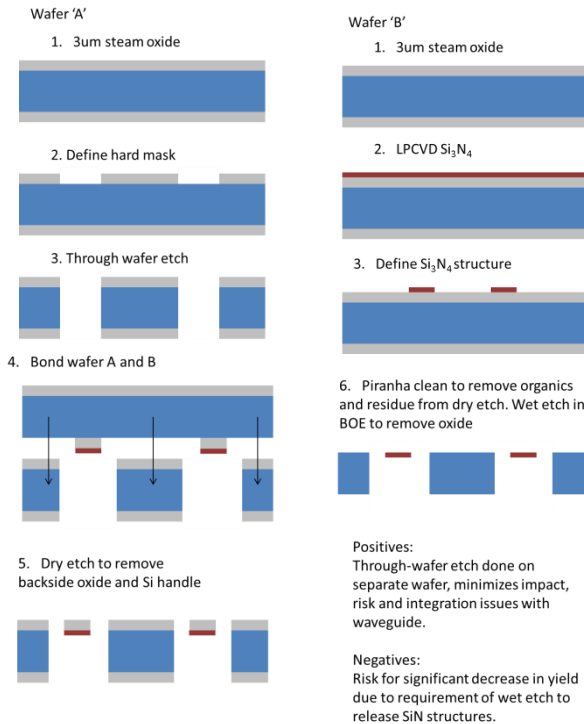 Wafer 'A'
1. 3um steam oxide
2. Define hard mask
3. Through wafer etch
4. Bond wafer A and B
5. Dry etch to remove
backside oxide and Si handle
Wafer 'B'
1. 3um steam oxide
2. LPCVD Si₃N₄
3. Define Si₃N₄ structure
6. Piranha clean to remove organics
and residue from dry etch. Wet etch in
BOE to remove oxide
Positives:
Through-wafer etch done on
separate wafer, minimizes impact,
risk and integration issues with
waveguide.
Negatives:
Risk for significant decrease in yield
due to requirement of wet etch to
release SiN structures.